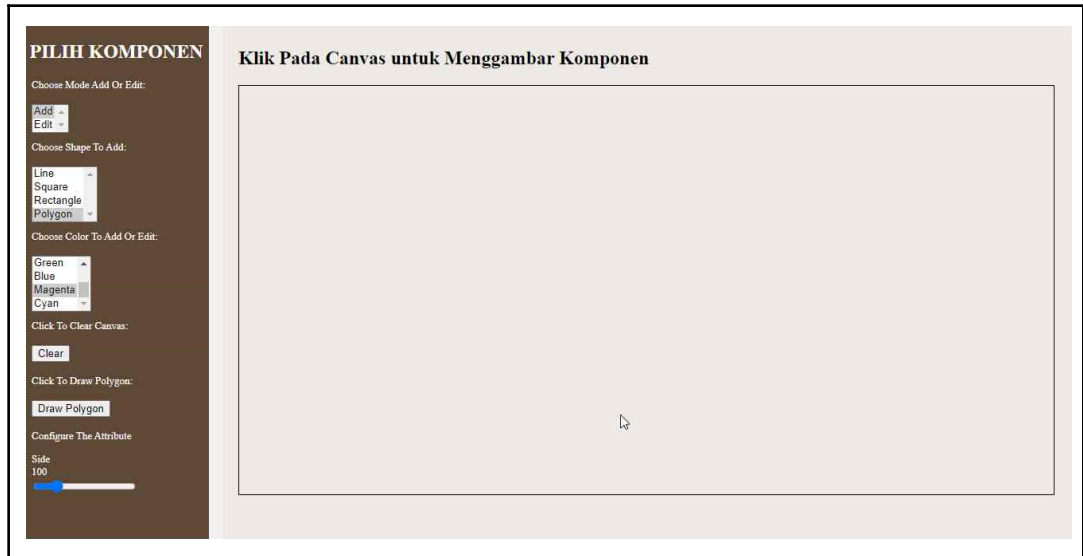 PILIH KOMPONEN
Choose Mode Add Or Edit:
Add
Edit
Choose Shape To Add:
Line
Square
Rectangle
Polygon
Choose Color To Add Or Edit:
Green
Blue
Magenta
Cyan
Click To Clear Canvas:
Clear
Click To Draw Polygon:
Draw Polygon
Configure The Attribute
Side
100
Klik Pada Canvas untuk Menggambar Komponen